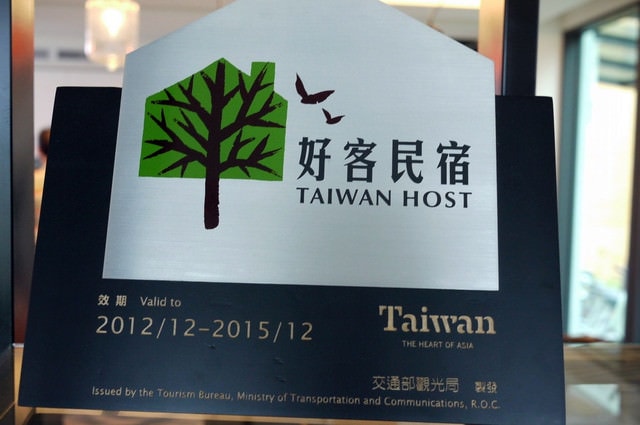 好客民宿
TAIWAN HOST
效期 Valid to
2012/12-2015/12
Taiwan
THE HEART OF ASIA
交通部觀光局 製發
Issued by the Tourism Bureau, Ministry of Transportation and Communications, R.O.C.